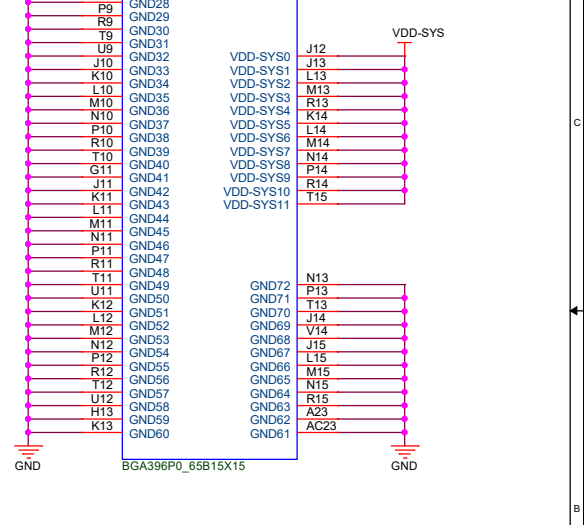 GND28
P9 GND29
R9 GND30
T9 GND31
VDD-SYS
U9 GND32 VDD-SYS0 J12
J10 GND33 VDD-SYS1 J13
K10 GND34 VDD-SYS2 L13
L10 GND35 VDD-SYS3 M13
M10 GND36 VDD-SYS4 R13
N10 GND37 VDD-SYS5 K14
P10 GND38 VDD-SYS6 L14
R10 GND39 VDD-SYS7 M14
T10 GND40 VDD-SYS8 N14
G11 GND41 VDD-SYS9 P14
J11 GND42 VDD-SYS10 R14
K11 GND43 VDD-SYS11 T15
L11 GND44
M11 GND45
N11 GND46
P11 GND47
R11 GND48
T11 GND49 GND72 N13
U11 GND50 GND71 P13
K12 GND51 GND70 T13
L12 GND52 GND69 J14
M12 GND53 GND68 V14
N12 GND54 GND67 J15
P12 GND55 GND66 L15
R12 GND56 GND65 M15
T12 GND57 GND64 N15
U12 GND58 GND63 R15
H13 GND59 GND62 A23
K13 GND60 GND61 AC23
GND BGA396P0_65B15X15 GND
C
B